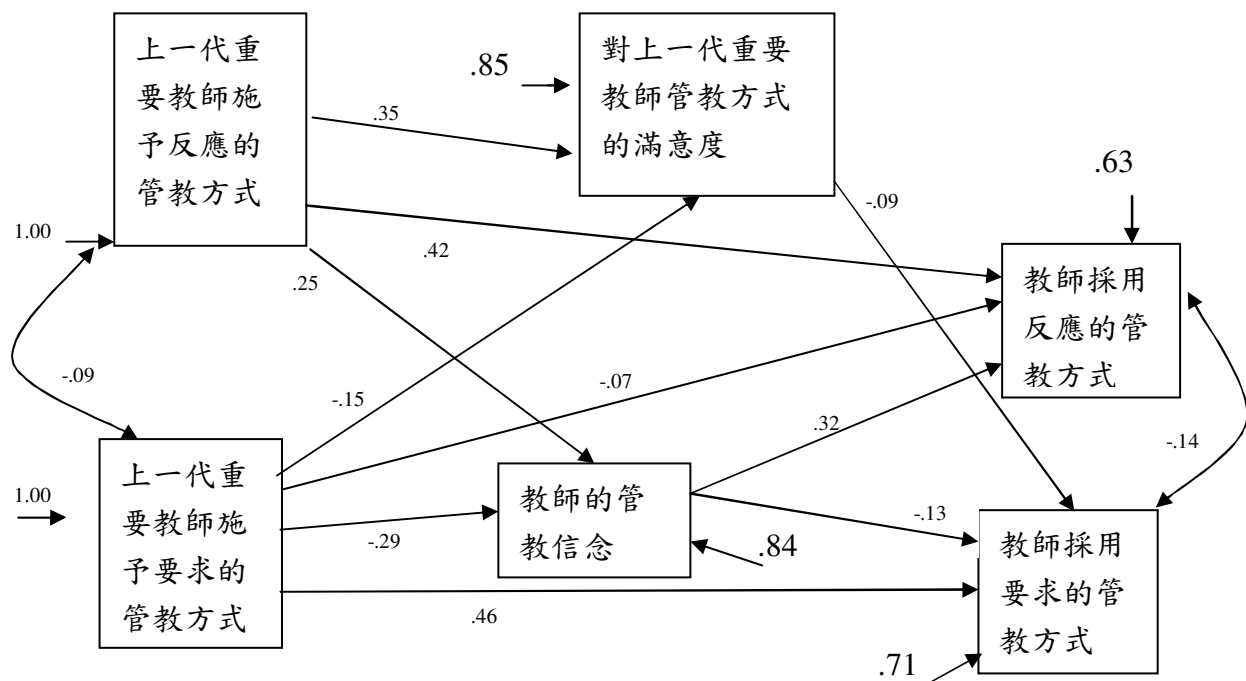 上一代重
要教師施
予反應的
管教方式
對上一代重要
教師管教方式
的滿意度
.85
.35
.63
-.09
1.00
.42
.25
教師採用
反應的管
教方式
-.09
-.15
-.07
.32
-.14
上一代重
要教師施
予要求的
管教方式
1.00
教師的管
教信念
-.29
-.13
.84
教師採用
要求的管
教方式
.46
.71